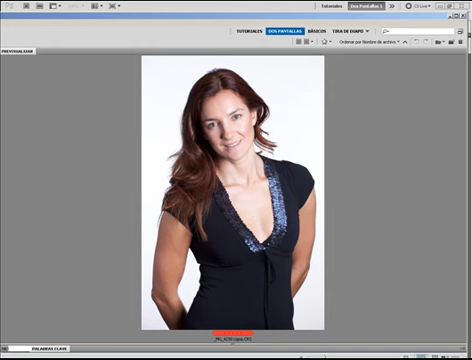 Tutoriales Dos Pantallas 1 >> CS Live
TUTORIALES DOS PANTALLAS BÁSICOS TIRA DE DIAPO
Ordenar por Nombre de archivo
PREVISUALIZAR
PALABRAS CLAVE